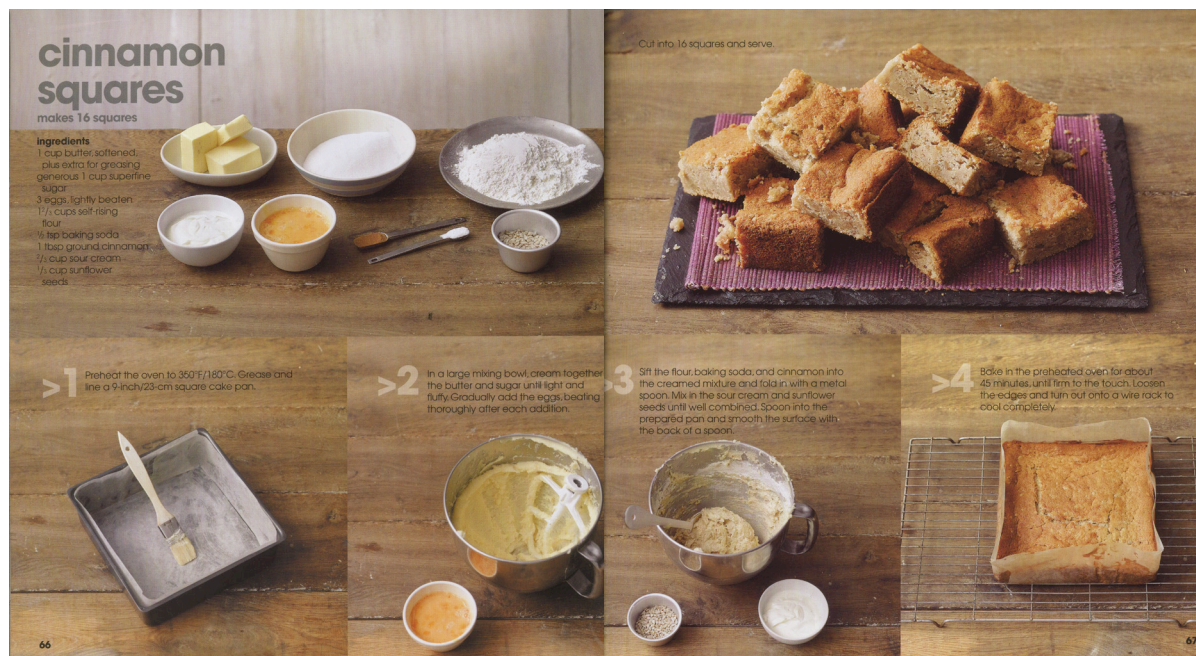 cinnamon
squares
makes 16 squares
ingredients
1 cup butter, softened,
plus extra for greasing
generous 1 cup superfine
sugar
3 eggs, lightly beaten
1⅔ cups self-rising
flour
½ tsp baking soda
1 tbsp ground cinnamon
⅔ cup sour cream
⅓ cup sunflower
seeds
Cut into 16 squares and serve.
>1
Preheat the oven to 350°F/180°C. Grease and
line a 9-inch/23-cm square cake pan.
>2
In a large mixing bowl, cream together
the butter and sugar until light and
fluffy. Gradually add the eggs, beating
thoroughly after each addition.
>3
Sift the flour, baking soda, and cinnamon into
the creamed mixture and fold in with a metal
spoon. Mix in the sour cream and sunflower
seeds until well combined. Spoon into the
prepared pan and smooth the surface with
the back of a spoon.
>4
Bake in the preheated oven for about
45 minutes, until firm to the touch. Loosen
the edges and turn out onto a wire rack to
cool completely.
66
67